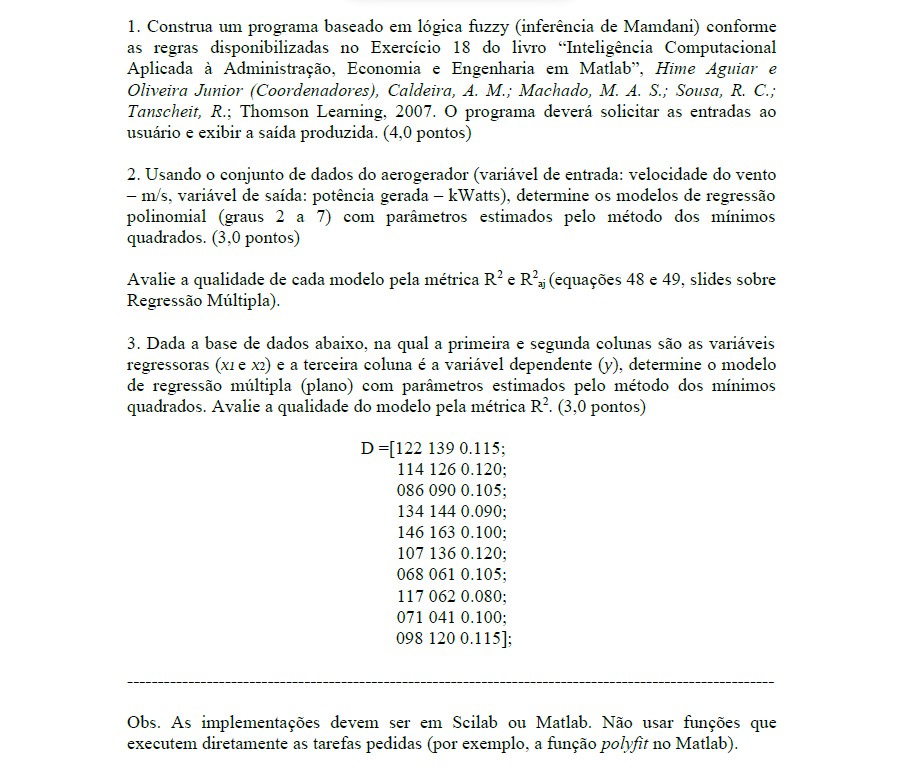 1. Construa um programa baseado em lógica fuzzy (inferência de Mamdani) conforme
as regras disponibilizadas no Exercício 18 do livro “Inteligência Computacional
Aplicada à Administração, Economia e Engenharia em Matlab”, Hime Aguiar e
Oliveira Junior (Coordenadores), Caldeira, A. M.; Machado, M. A. S.; Sousa, R. C.;
Tanscheit, R.; Thomson Learning, 2007. O programa deverá solicitar as entradas ao
usuário e exibir a saída produzida. (4,0 pontos)
2. Usando o conjunto de dados do aerogerador (variável de entrada: velocidade do vento
– m/s, variável de saída: potência gerada – kWatts), determine os modelos de regressão
polinomial (graus 2 a 7) com parâmetros estimados pelo método dos mínimos
quadrados. (3,0 pontos)
Avalie a qualidade de cada modelo pela métrica R² e R²aj (equações 48 e 49, slides sobre
Regressão Múltipla).
3. Dada a base de dados abaixo, na qual a primeira e segunda colunas são as variáveis
regressoras (x1 e x2) e a terceira coluna é a variável dependente (y), determine o modelo
de regressão múltipla (plano) com parâmetros estimados pelo método dos mínimos
quadrados. Avalie a qualidade do modelo pela métrica R². (3,0 pontos)
D =[122 139 0.115;
114 126 0.120;
086 090 0.105;
134 144 0.090;
146 163 0.100;
107 136 0.120;
068 061 0.105;
117 062 0.080;
071 041 0.100;
098 120 0.115];
Obs. As implementações devem ser em Scilab ou Matlab. Não usar funções que
executem diretamente as tarefas pedidas (por exemplo, a função polyfit no Matlab).